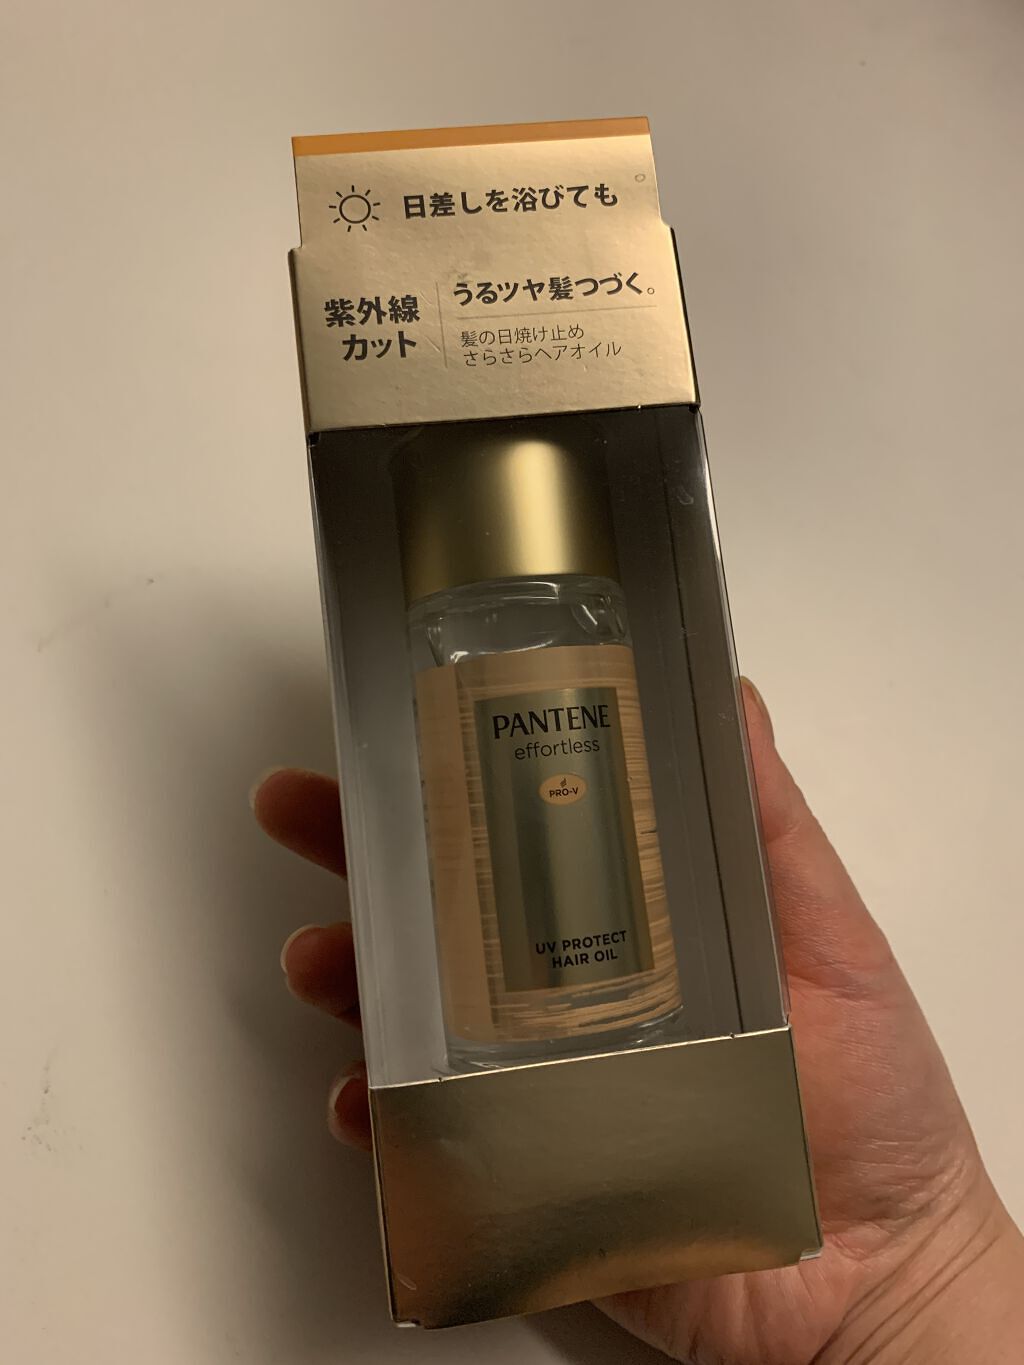 日差しを浴びても
紫外線
カット
うるツヤ髪つづく。
髪の日焼け止め
さらさらヘアオイル
PANTENE
effortless
PRO-V
UV PROTECT
HAIR OIL